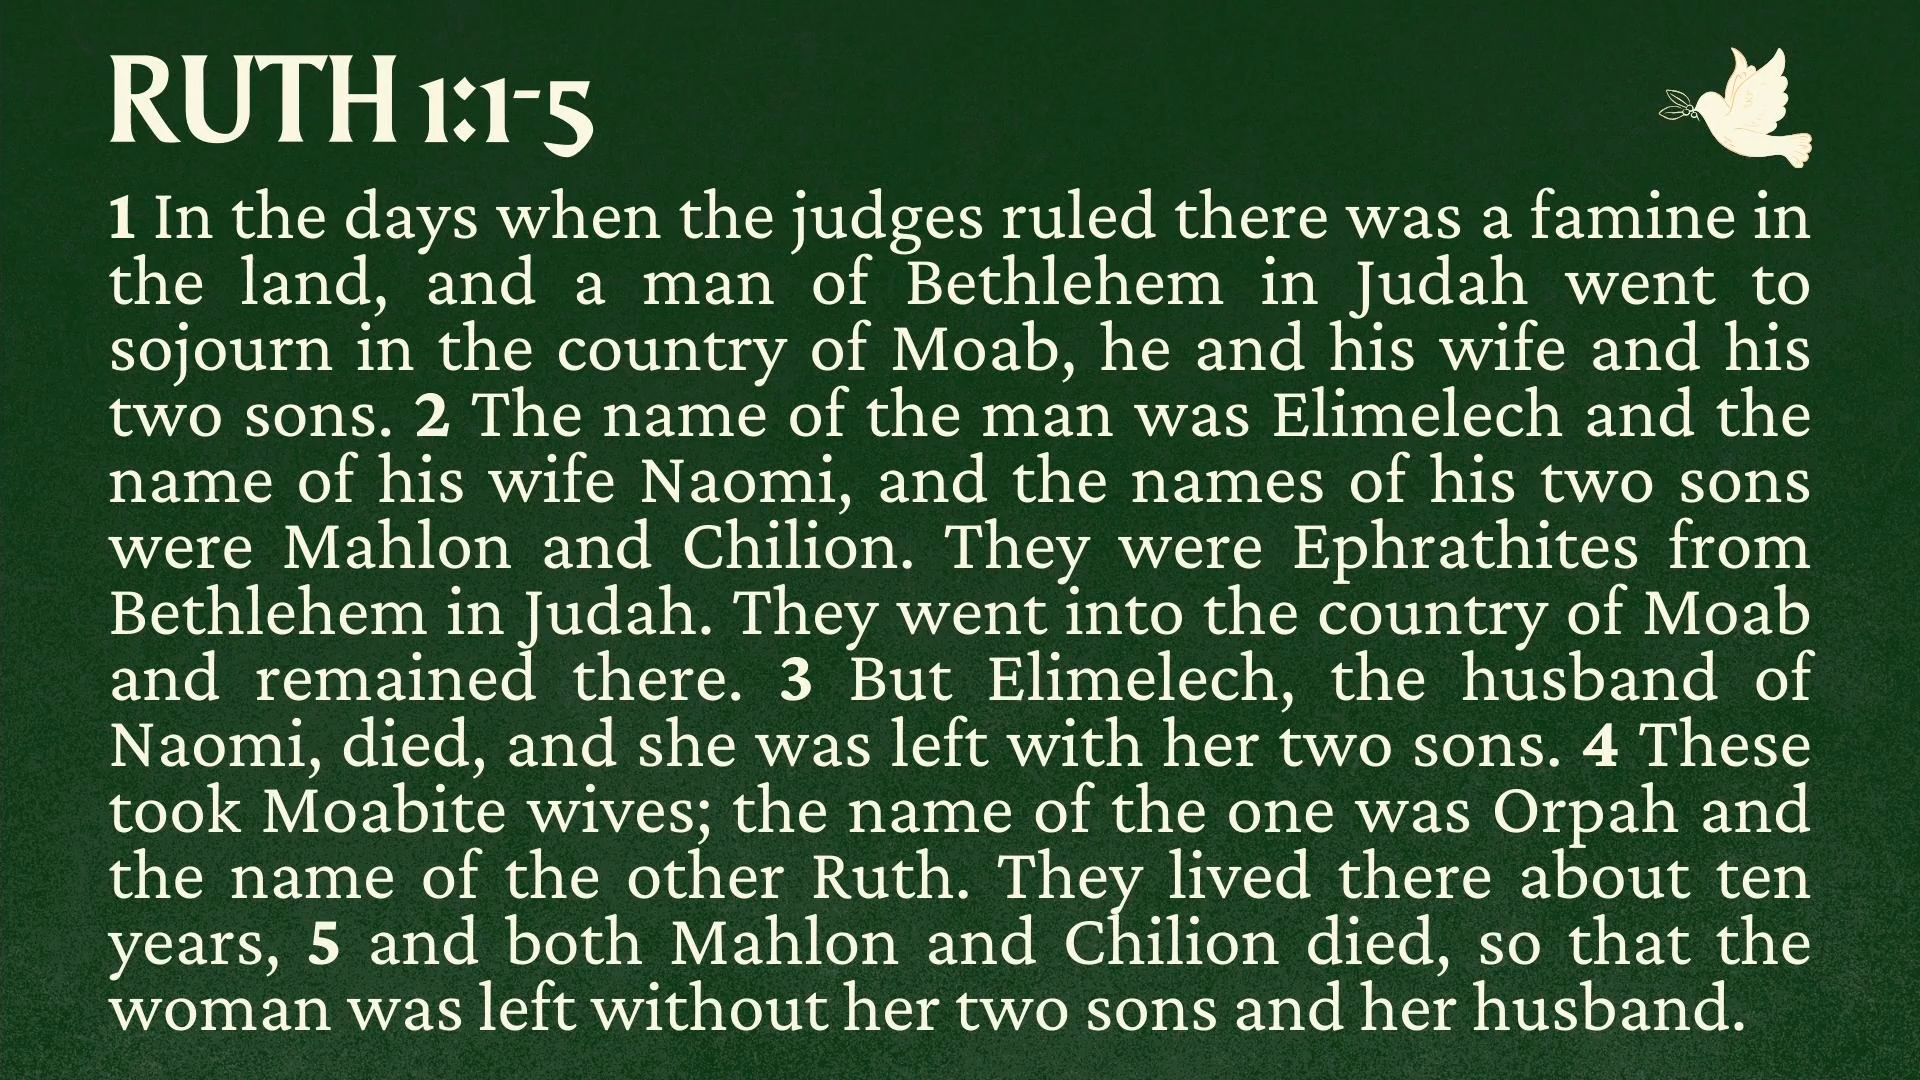 RUTH 1:1-5
1 In the days when the judges ruled there was a famine in
the land, and a man of Bethlehem in Judah went to
sojourn in the country of Moab, he and his wife and his
two sons. 2 The name of the man was Elimelech and the
name of his wife Naomi, and the names of his two sons
were Mahlon and Chilion. They were Ephrathites from
Bethlehem in Judah. They went into the country of Moab
and remained there. 3 But Elimelech, the husband of
Naomi, died, and she was left with her two sons. 4 These
took Moabite wives; the name of the one was Orpah and
the name of the other Ruth. They lived there about ten
years, 5 and both Mahlon and Chilion died, so that the
woman was left without her two sons and her husband.